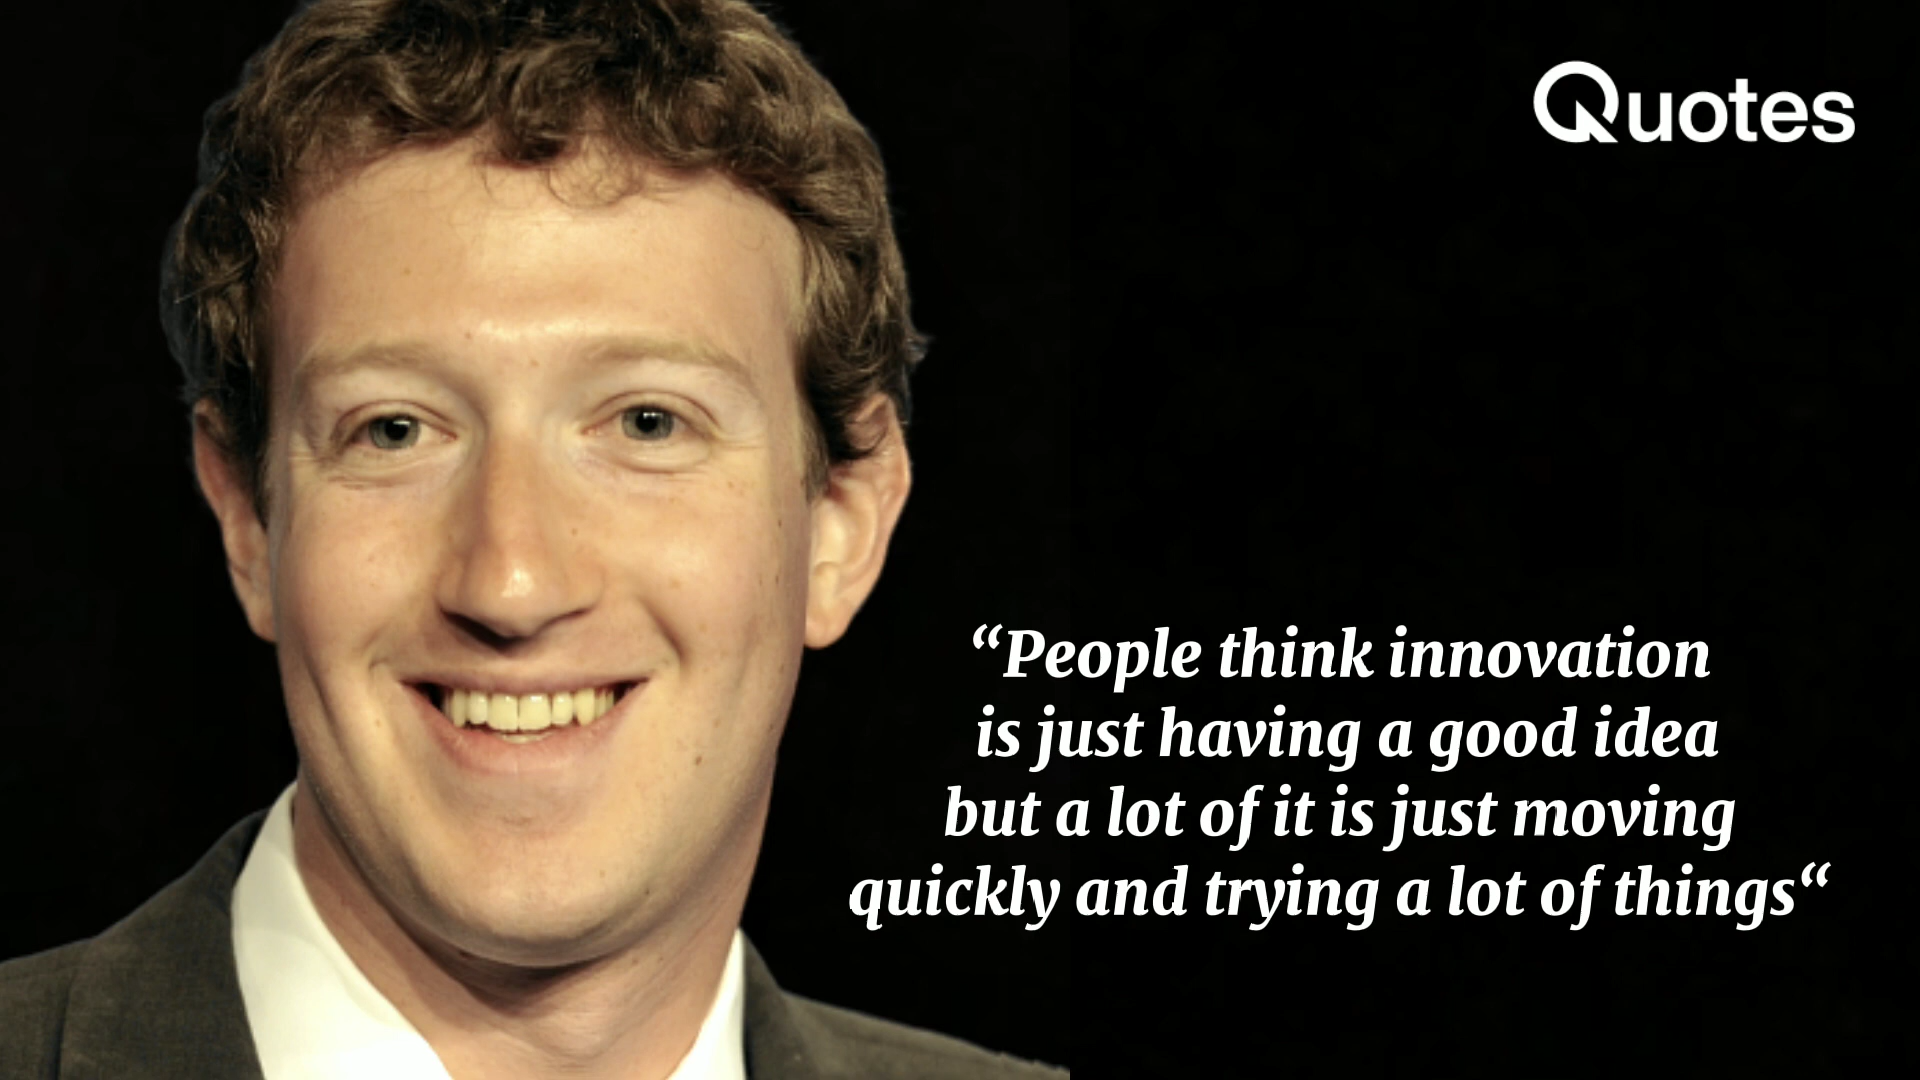 Quotes
“People think innovation
is just having a good idea
but a lot of it is just moving
quickly and trying a lot of things“